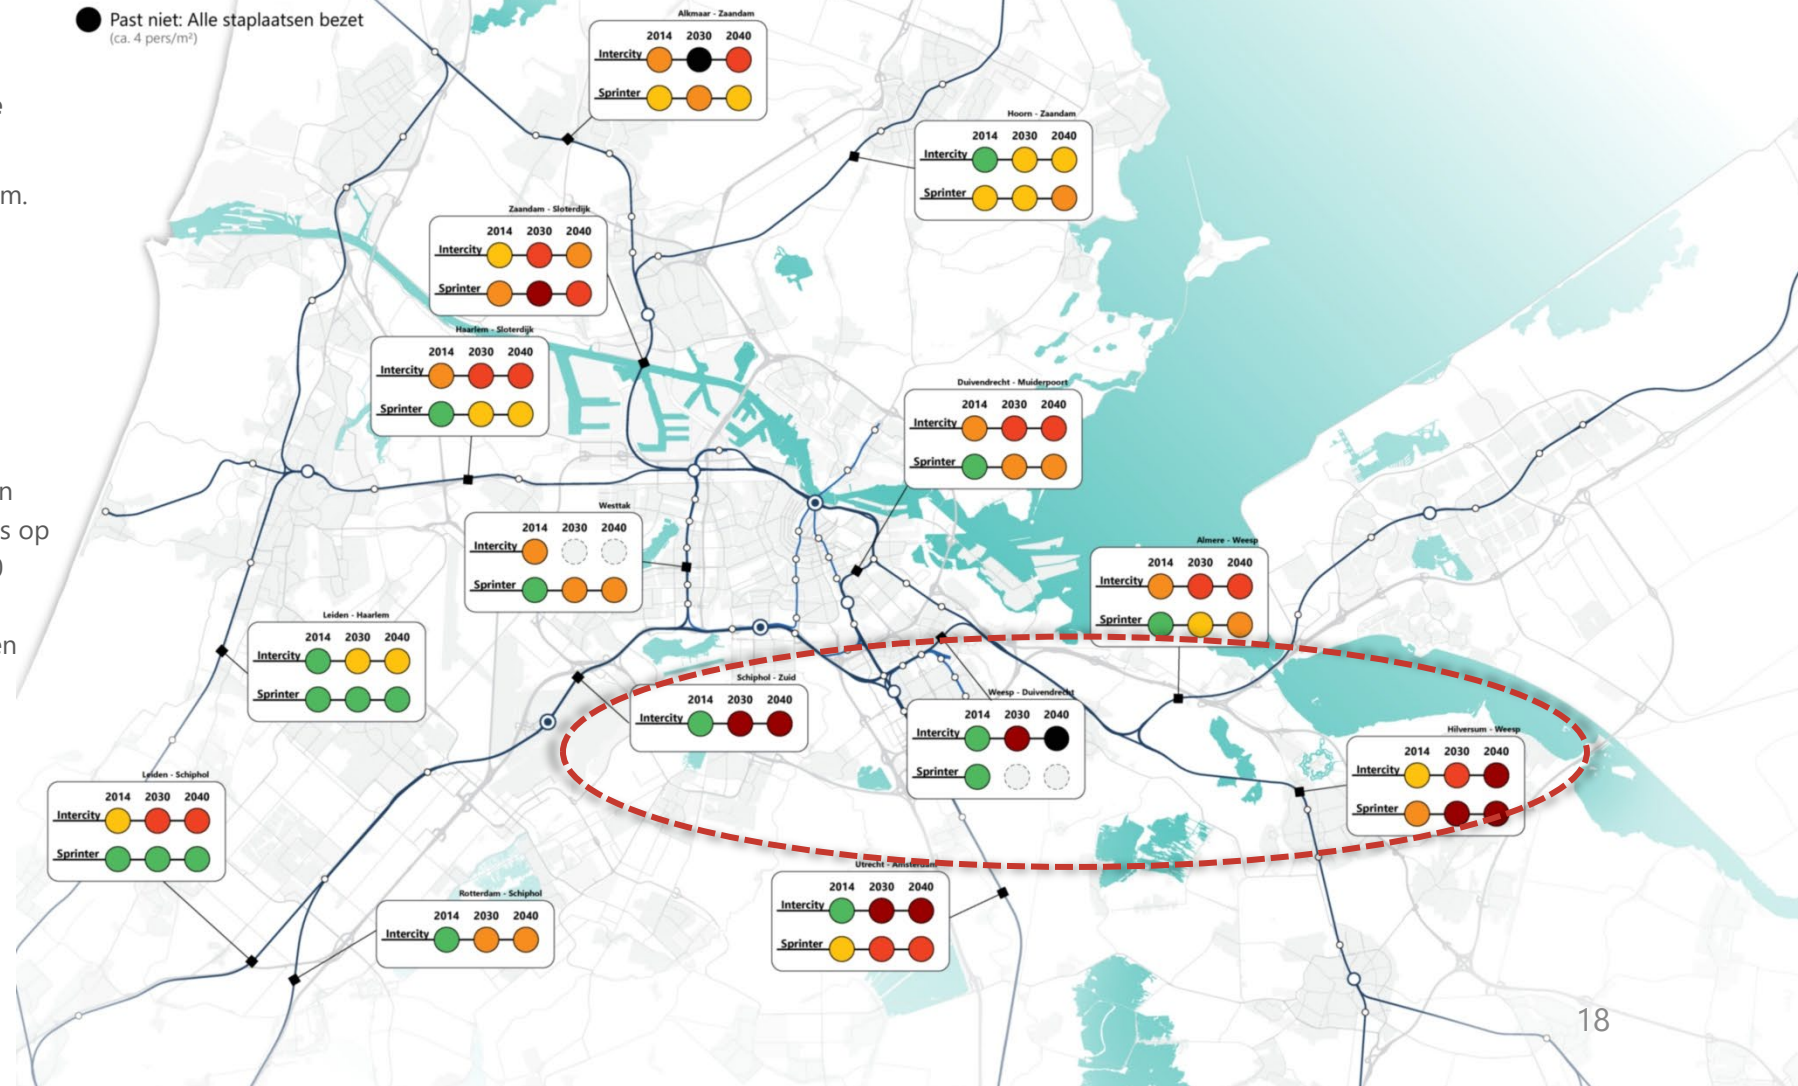 Past niet: Alle staplaatsen bezet
(ca. 4 pers/m²)
e
m.
n
s op
)
en
Alkmaar - Zaandam
2014 2030 2040
Intercity
Sprinter
Hoorn - Zaandam
2014 2030 2040
Intercity
Sprinter
Zaandam - Sloterdijk
2014 2030 2040
Intercity
Sprinter
Haarlem - Sloterdijk
2014 2030 2040
Intercity
Sprinter
Duivendrecht - Muiderpoort
2014 2030 2040
Intercity
Sprinter
Westtak
2014 2030 2040
Intercity
Sprinter
Almere - Weesp
2014 2030 2040
Intercity
Sprinter
Leiden - Haarlem
2014 2030 2040
Intercity
Sprinter
Schiphol - Zuid
2014 2030 2040
Intercity
Weesp - Duivendrecht
2014 2030 2040
Intercity
Sprinter
Hilversum - Weesp
2014 2030 2040
Intercity
Sprinter
Leiden - Schiphol
2014 2030 2040
Intercity
Sprinter
Utrecht - Amsterdam
2014 2030 2040
Intercity
Sprinter
Rotterdam - Schiphol
2014 2030 2040
Intercity
18